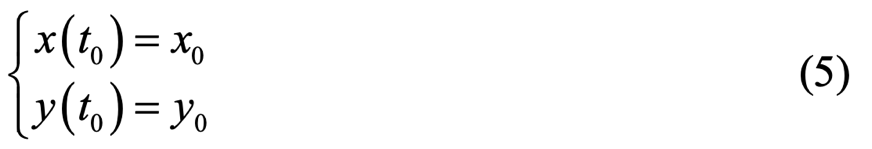 x(t₀) = x₀
y(t₀) = y₀ (5)